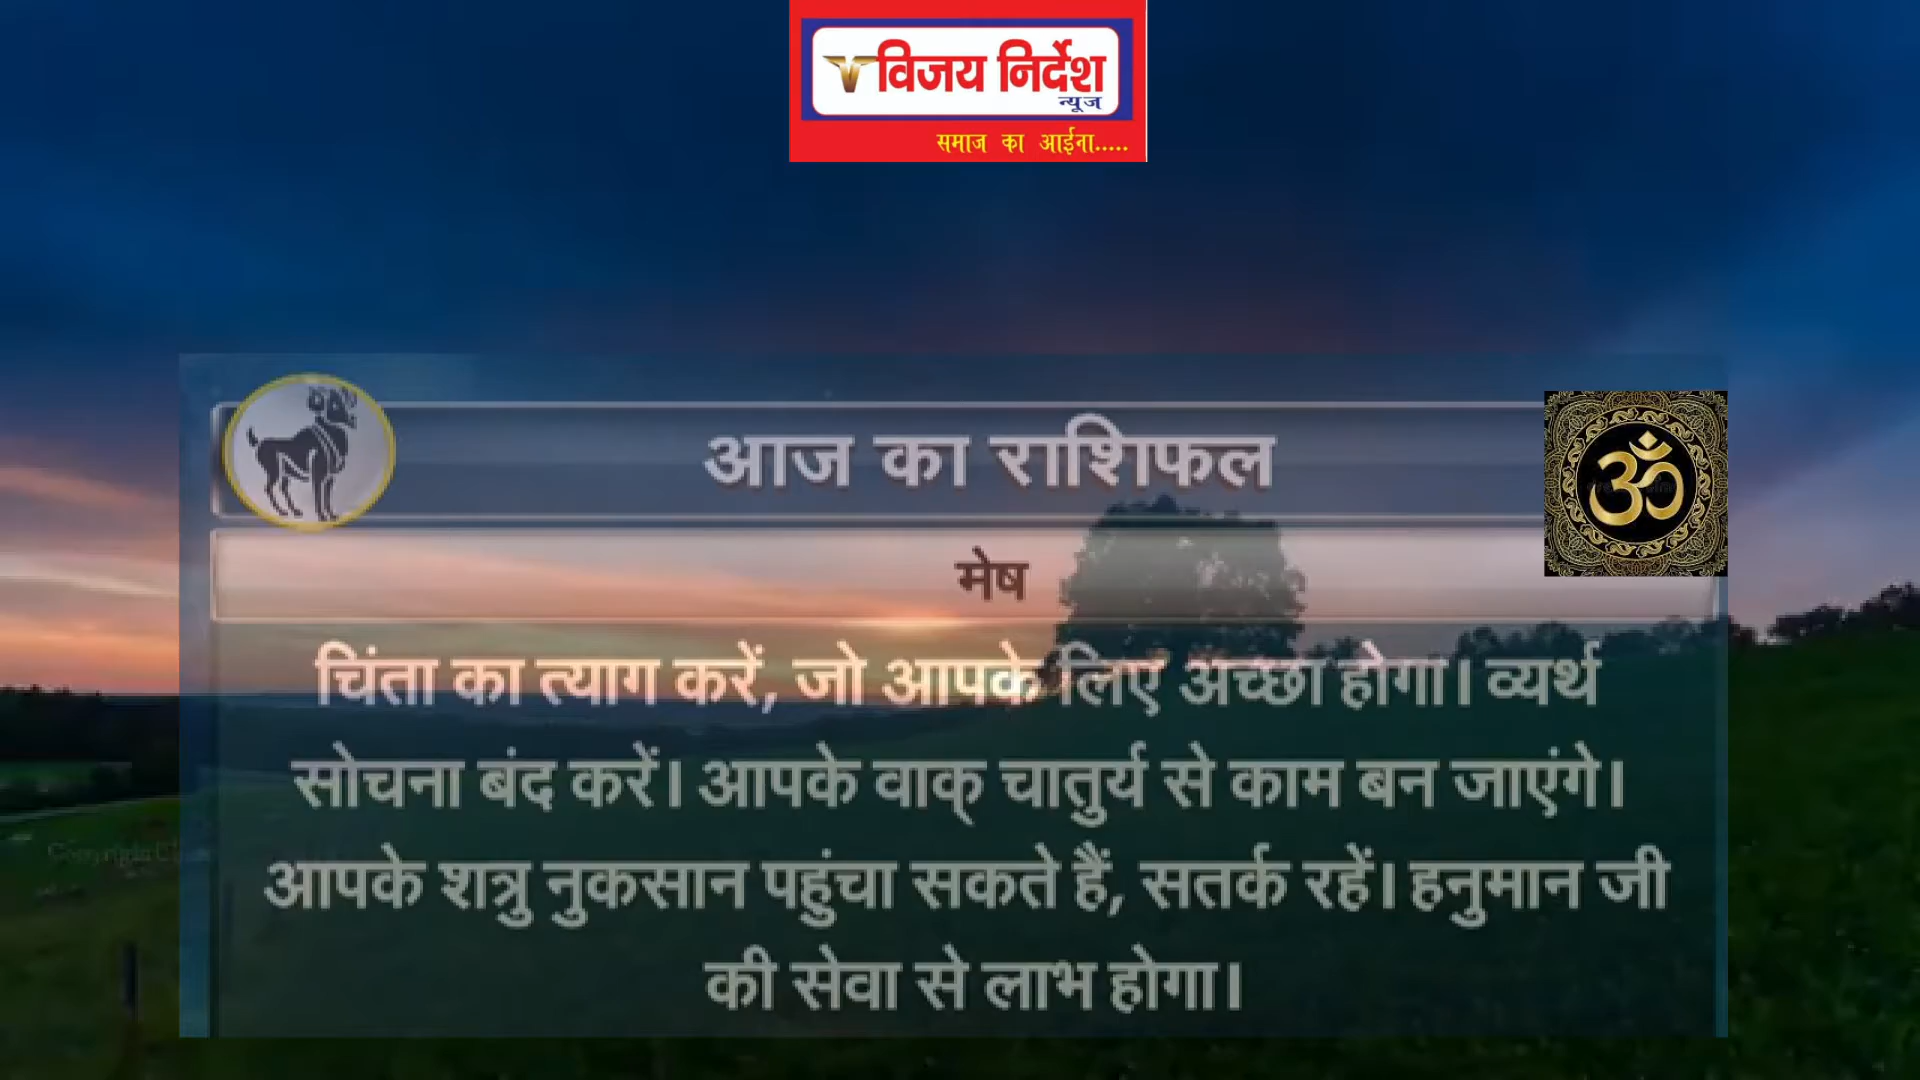 विजय निर्देश
न्यूज
समाज का आईना.....
आज का राशिफल
मेष
चिंता का त्याग करें, जो आपके लिए अच्छा होगा। व्यर्थ
सोचना बंद करें। आपके वाक् चातुर्य से काम बन जाएंगे।
आपके शत्रु नुकसान पहुंचा सकते हैं, सतर्क रहें। हनुमान जी
की सेवा से लाभ होगा।
ॐ